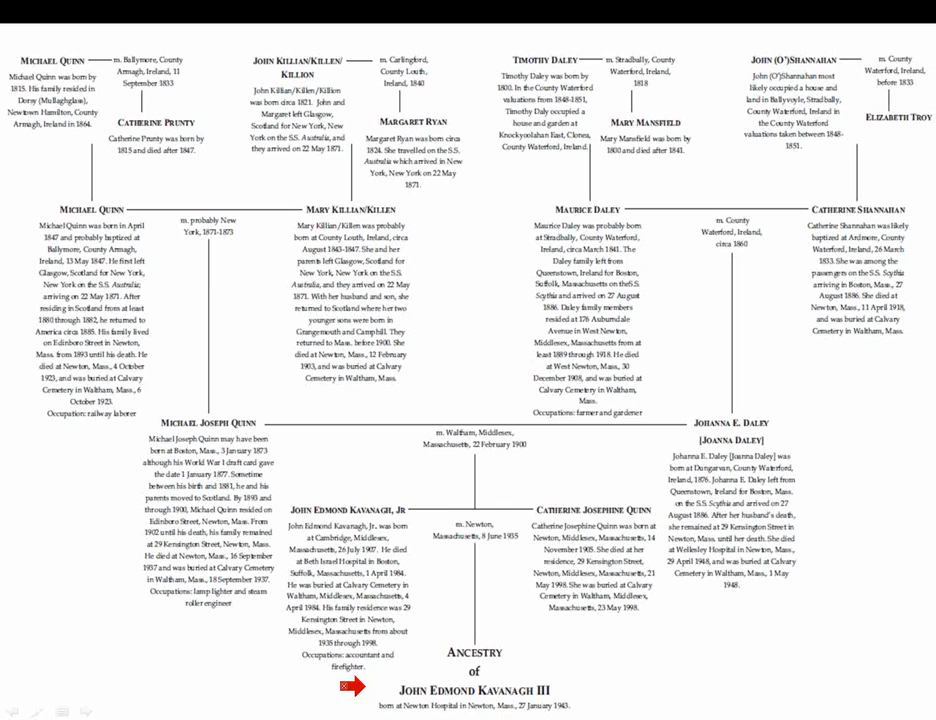 MICHAEL QUINN
Michael Quinn was born by
1815. His family resided in
Dorsy (Mullaghglass),
Newtown Hamilton, County
Armagh, Ireland in 1864.
m. Ballymore, County
Armagh, Ireland, 11
September 1833
CATHERINE PRUNTY
Catherine Prunty was born by
1815 and died after 1847.
JOHN KILLIAN/KILLEN/
KILLION
John Killian/Killen/Killion
was born circa 1821. John and
Margaret left Glasgow,
Scotland for New York, New
York on the S.S. Australia, and
they arrived on 22 May 1871.
m. Carlingford,
County Louth,
Ireland, 1840
MARGARET RYAN
Margaret Ryan was born circa
1824. She travelled on the S.S.
Australia which arrived in New
York, New York on 22 May
1871.
TIMOTHY DALEY
Timothy Daley was born by
1800. In the County Waterford
valuations from 1848-1851,
Timothy Daly occupied a
house and garden at
Knockyoolahan East, Clonea,
County Waterford, Ireland.
m. Stradbally, County
Waterford, Ireland,
1818
MARY MANSFIELD
Mary Mansfield was born by
1800 and died after 1841.
JOHN (O')SHANNAHAN
John (O')Shannahan most
likely occupied a house and
land in Ballyvoyle, Stradbally,
County Waterford, Ireland in
the County Waterford
valuations taken between 1848-
1851.
m. County
Waterford, Ireland,
before 1833
ELIZABETH TROY
MICHAEL QUINN
Michael Quinn was born in April
1847 and probably baptized at
Ballymore, County Armagh,
Ireland, 13 May 1847. He first left
Glasgow, Scotland for New York,
New York on the S.S. Australia;
arriving on 22 May 1871. After
residing in Scotland from at least
1880 through 1882, he returned to
America circa 1885. His family lived
on Edinboro Street in Newton,
Mass. from 1893 until his death. He
died at Newton, Mass., 4 October
1923, and was buried at Calvary
Cemetery in Waltham, Mass., 6
October 1923.
Occupation: railway laborer
m. probably New
York, 1871-1873
MARY KILLIAN/KILLEN
Mary Killian/Killen was probably
born at County Louth, Ireland, circa
August 1843-1847. She and her
parents left Glasgow, Scotland for
New York, New York on the S.S.
Australia, and they arrived on 22 May
1871. With her husband and son, she
returned to Scotland where her two
younger sons were born in
Grangemouth and Camphill. They
returned to Mass. before 1900. She
died at Newton, Mass., 12 February
1903, and was buried at Calvary
Cemetery in Waltham, Mass.
MAURICE DALEY
Maurice Daley was probably born
at Stradbally, County Waterford,
Ireland, circa March 1841. The
Daley family left from
Queenstown, Ireland for Boston,
Suffolk, Massachusetts on the S.S.
Scythia and arrived on 27 August
1886. Daley family members
resided at 176 Auburndale
Avenue in West Newton,
Middlesex, Massachusetts from at
least 1889 through 1918. He died
at West Newton, Mass., 30
December 1908, and was buried at
Calvary Cemetery in Waltham,
Mass.
Occupations: farmer and gardener
m. County
Waterford, Ireland,
circa 1860
CATHERINE SHANNAHAN
Catherine Shannahan was likely
baptized at Ardmore, County
Waterford, Ireland, 26 March
1833. She was among the
passengers on the S.S. Scythia
arriving in Boston, Mass., 27
August 1886. She died at
Newton, Mass., 11 April 1918,
and was buried at Calvary
Cemetery in Waltham, Mass.
MICHAEL JOSEPH QUINN
Michael Joseph Quinn may have been
born at Boston, Mass., 3 January 1873
although his World War I draft card gave
the date 1 January 1877. Sometime
between his birth and 1881, he and his
parents moved to Scotland. By 1893 and
through 1900, Michael Quinn resided on
Edinboro Street, Newton, Mass. From
1902 until his death, his family remained
at 29 Kensington Street, Newton, Mass.
He died at Newton, Mass., 16 September
1937 and was buried at Calvary Cemetery
in Waltham, Mass., 18 September 1937.
Occupations: lamp lighter and steam
roller engineer
m. Waltham, Middlesex,
Massachusetts, 22 February 1900
JOHANNA E. DALEY
[JOANNA DALEY]
Johanna E. Daley [Joanna Daley] was
born at Dungarvan, County Waterford,
Ireland, 1876. Johanna E. Daley left from
Queenstown, Ireland for Boston, Mass.
on the S.S. Scythia and arrived on 27
August 1886. After her husband's death,
she remained at 29 Kensington Street in
Newton, Mass. until her death. She died
at Wellesley Hospital in Newton, Mass.,
29 April 1948, and was buried at Calvary
Cemetery in Waltham, Mass., 1 May
1948.
JOHN EDMOND KAVANAGH, JR
John Edmond Kavanagh, Jr. was born
at Cambridge, Middlesex,
Massachusetts, 26 July 1907. He died
at Beth Israel Hospital in Boston,
Suffolk, Massachusetts, 1 April 1984.
He was buried at Calvary Cemetery in
Waltham, Middlesex, Massachusetts, 4
April 1984. His family residence was 29
Kensington Street in Newton,
Middlesex, Massachusetts from about
1935 through 1998.
Occupations: accountant and
firefighter.
m. Newton,
Massachusetts, 8 June 1935
CATHERINE JOSEPHINE QUINN
Catherine Josephine Quinn was born at
Newton, Middlesex, Massachusetts, 14
November 1905. She died at her
residence, 29 Kensington Street,
Newton, Middlesex, Massachusetts, 21
May 1998. She was buried at Calvary
Cemetery in Waltham, Middlesex,
Massachusetts, 23 May 1998.
ANCESTRY
of
JOHN EDMOND KAVANAGH III
born at Newton Hospital in Newton, Mass., 27 January 1943.